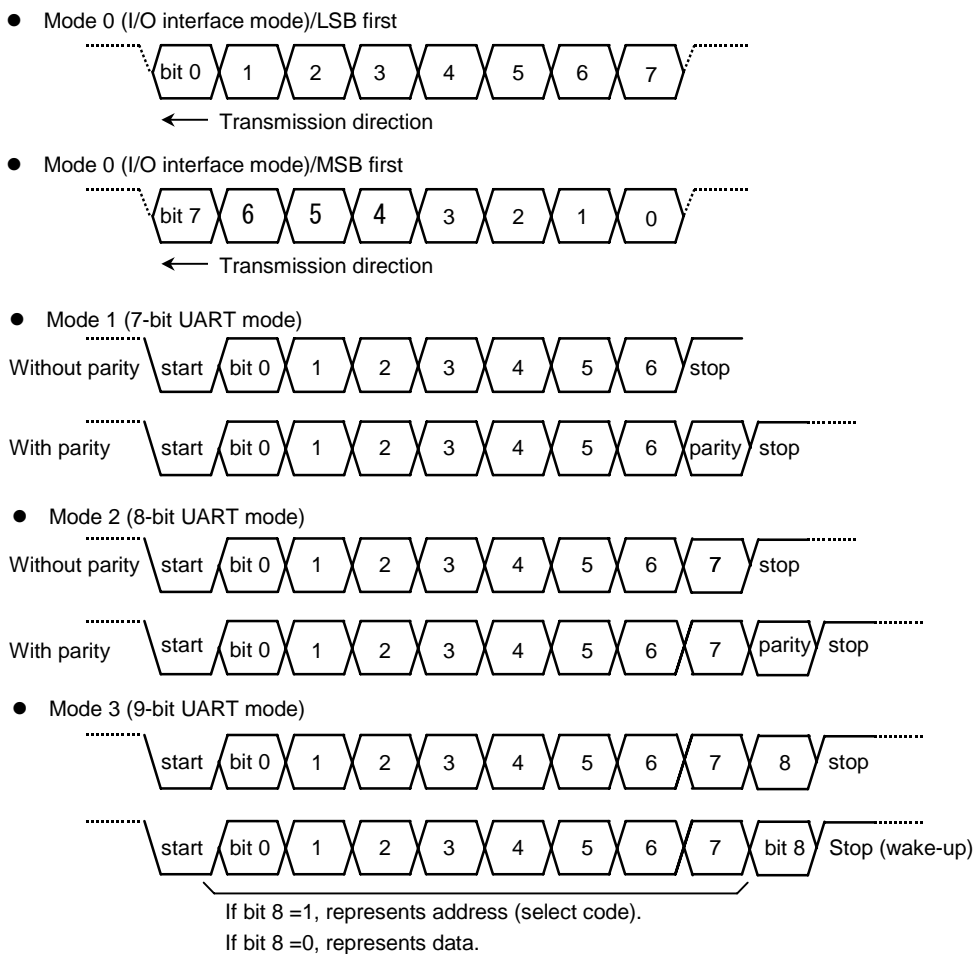 ● Mode 0 (I/O interface mode)/LSB first
bit 0 1 2 3 4 5 6 7
Transmission direction
● Mode 0 (I/O interface mode)/MSB first
bit 7 6 5 4 3 2 1 0
Transmission direction
● Mode 1 (7-bit UART mode)
Without parity start bit 0 1 2 3 4 5 6 stop
With parity start bit 0 1 2 3 4 5 6 parity stop
● Mode 2 (8-bit UART mode)
Without parity start bit 0 1 2 3 4 5 6 7 stop
With parity start bit 0 1 2 3 4 5 6 7 parity stop
● Mode 3 (9-bit UART mode)
start bit 0 1 2 3 4 5 6 7 8 stop
start bit 0 1 2 3 4 5 6 7 bit 8 Stop (wake-up)
If bit 8 =1, represents address (select code).
If bit 8 =0, represents data.